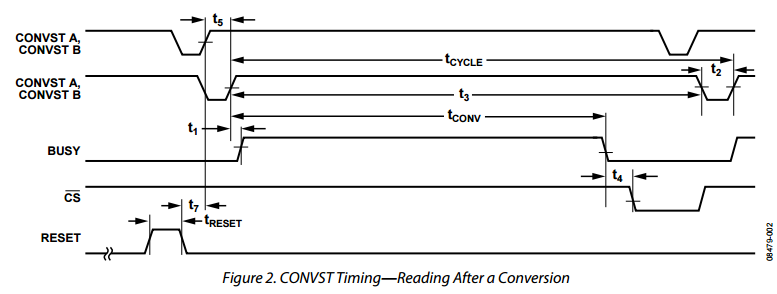 t5
CONVST A,
CONVST B
tCYCLE
CONVST A,
CONVST B
t2
t3
tCONV
t1
BUSY
t4
CS
t7
tRESET
RESET
08479-002
Figure 2. CONVST Timing—Reading After a Conversion